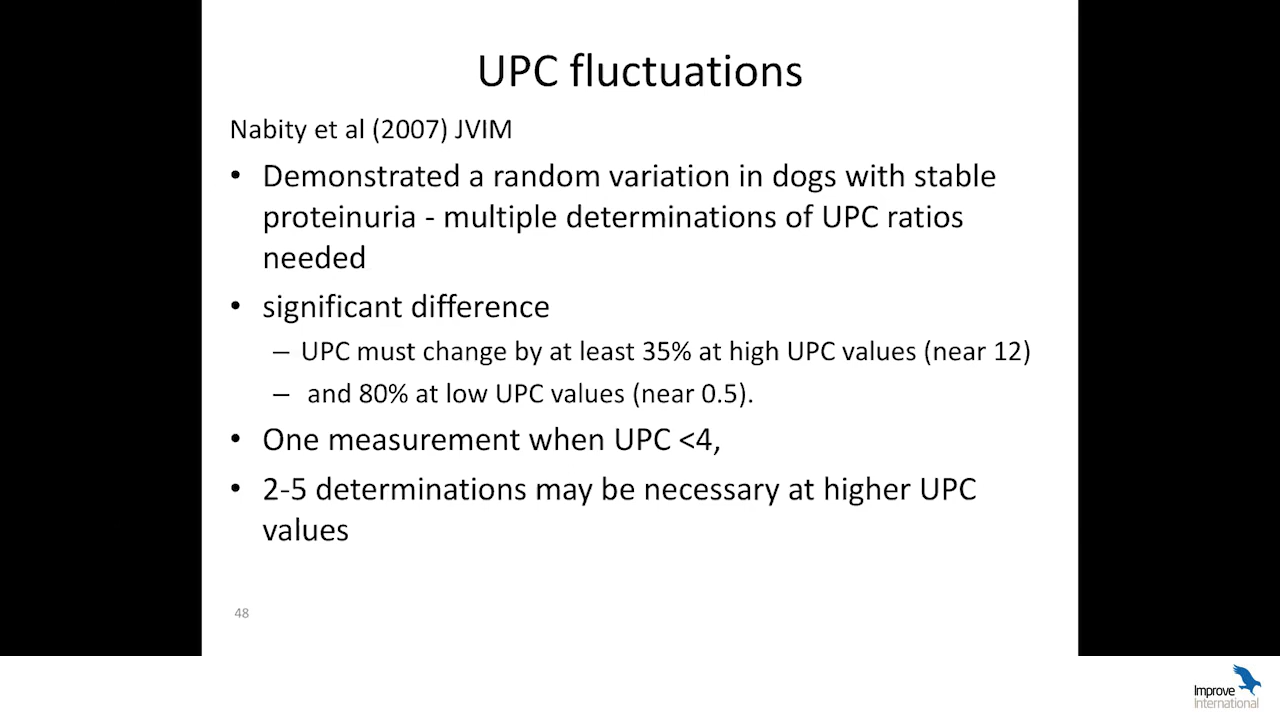 UPC fluctuations
Nabity et al (2007) JVIM
• Demonstrated a random variation in dogs with stable
proteinuria - multiple determinations of UPC ratios
needed
• significant difference
– UPC must change by at least 35% at high UPC values (near 12)
– and 80% at low UPC values (near 0.5).
• One measurement when UPC <4,
• 2-5 determinations may be necessary at higher UPC
values
48
Improve
International